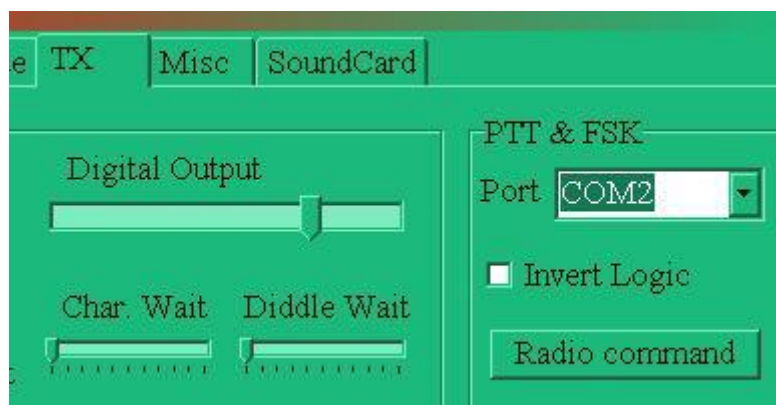 TX Misc SoundCard
Digital Output
Char. Wait Diddle Wait
PTT & FSK
Port COM2
Invert Logic
Radio command